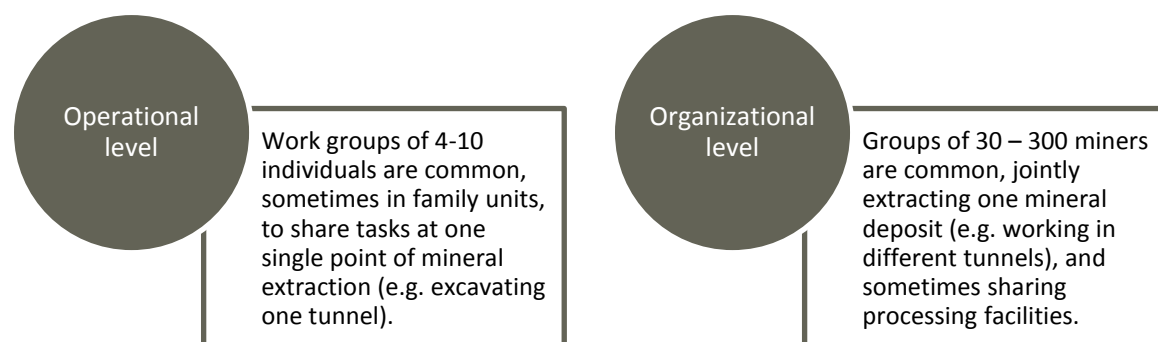 Operational
level
Work groups of 4-10
individuals are common,
sometimes in family units,
to share tasks at one
single point of mineral
extraction (e.g. excavating
one tunnel).
Organizational
level
Groups of 30 – 300 miners
are common, jointly
extracting one mineral
deposit (e.g. working in
different tunnels), and
sometimes sharing
processing facilities.